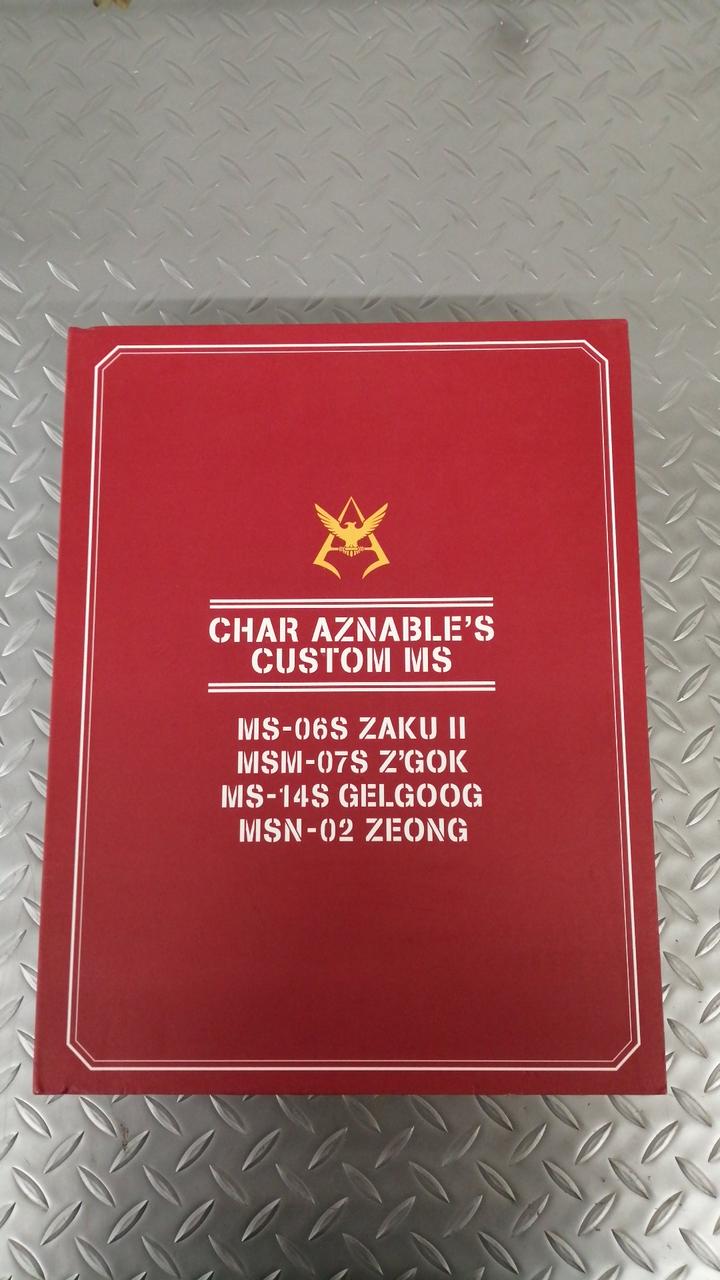 CHAR AZNABLE'S
CUSTOM MS
MS-06S ZAKU II
MSM-07S Z'GOK
MS-14S GELGOOG
MSN-02 ZEONG